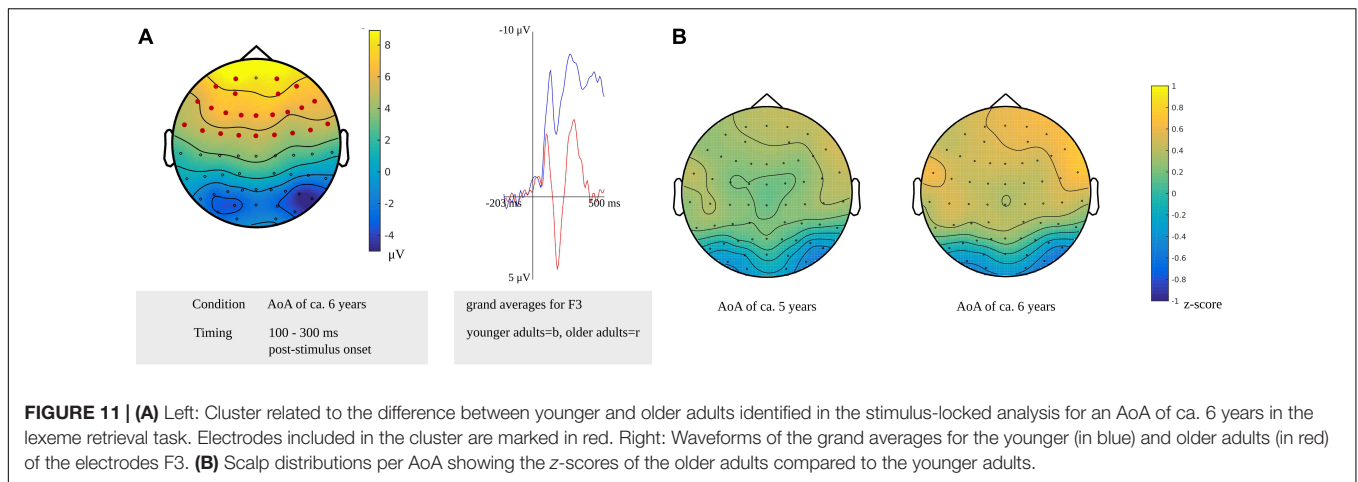 A
8
6
4
2
0
-2
-4
μV
-10 μV
-203 ms
500 ms
5 μV
Condition AoA of ca. 6 years
Timing 100 - 300 ms
post-stimulus onset
grand averages for F3
younger adults=b, older adults=r
B
AoA of ca. 5 years
AoA of ca. 6 years
1
0.8
0.6
0.4
0.2
0
-0.2
-0.4
-0.6
-0.8
-1 z-score
FIGURE 11 | (A) Left: Cluster related to the difference between younger and older adults identified in the stimulus-locked analysis for an AoA of ca. 6 years in the
lexeme retrieval task. Electrodes included in the cluster are marked in red. Right: Waveforms of the grand averages for the younger (in blue) and older adults (in red)
of the electrodes F3. (B) Scalp distributions per AoA showing the z-scores of the older adults compared to the younger adults.